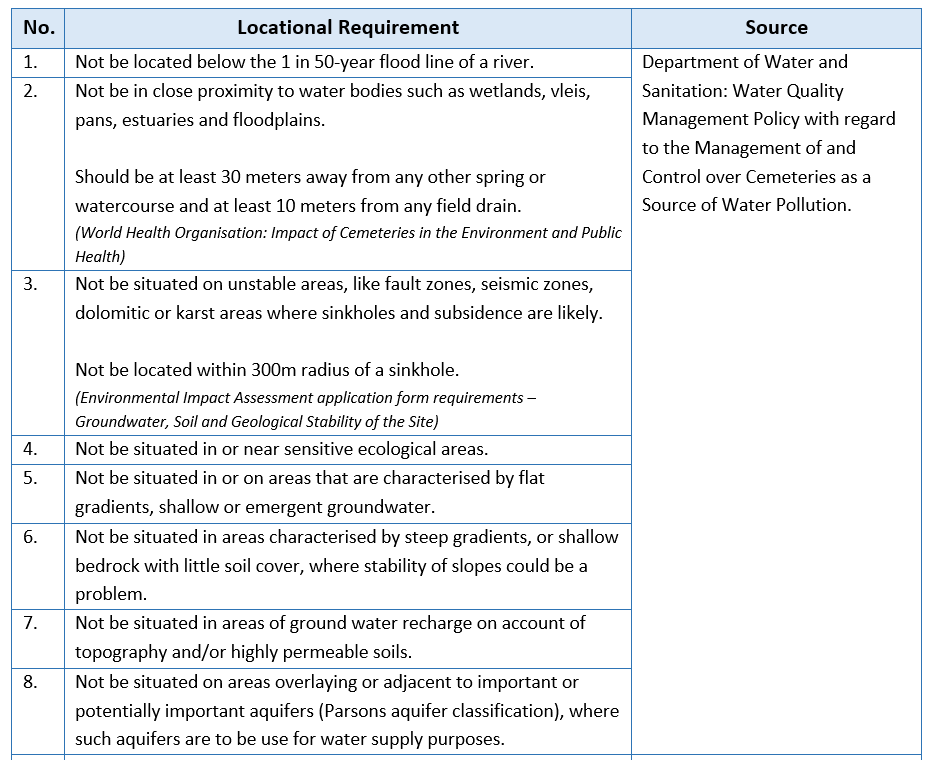 No. Locational Requirement Source
1. Not be located below the 1 in 50-year flood line of a river.
2. Not be in close proximity to water bodies such as wetlands, vleis,
pans, estuaries and floodplains.
Should be at least 30 meters away from any other spring or
watercourse and at least 10 meters from any field drain.
(World Health Organisation: Impact of Cemeteries in the Environment and Public
Health)
3. Not be situated on unstable areas, like fault zones, seismic zones,
dolomitic or karst areas where sinkholes and subsidence are likely.
Not be located within 300m radius of a sinkhole.
(Environmental Impact Assessment application form requirements –
Groundwater, Soil and Geological Stability of the Site)
4. Not be situated in or near sensitive ecological areas.
5. Not be situated in or on areas that are characterised by flat
gradients, shallow or emergent groundwater.
6. Not be situated in areas characterised by steep gradients, or shallow
bedrock with little soil cover, where stability of slopes could be a
problem.
7. Not be situated in areas of ground water recharge on account of
topography and/or highly permeable soils.
8. Not be situated on areas overlaying or adjacent to important or
potentially important aquifers (Parsons aquifer classification), where
such aquifers are to be use for water supply purposes.
Department of Water and
Sanitation: Water Quality
Management Policy with regard
to the Management of and
Control over Cemeteries as a
Source of Water Pollution.